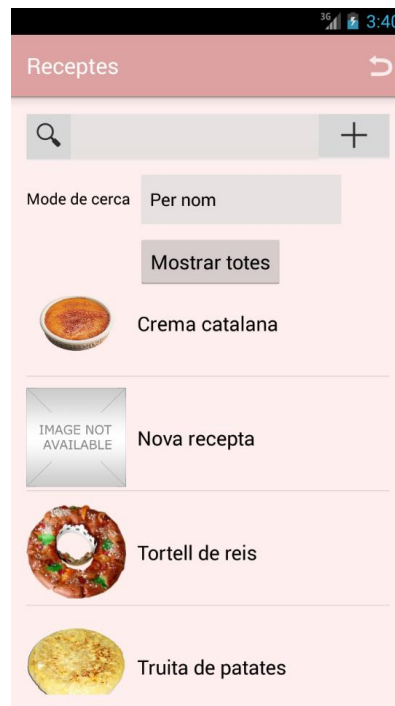 3G 3:40
Receptes
Mode de cerca Per nom
Mostrar totes
Crema catalana
IMAGE NOT
AVAILABLE
Nova recepta
Tortell de reis
Truita de patates